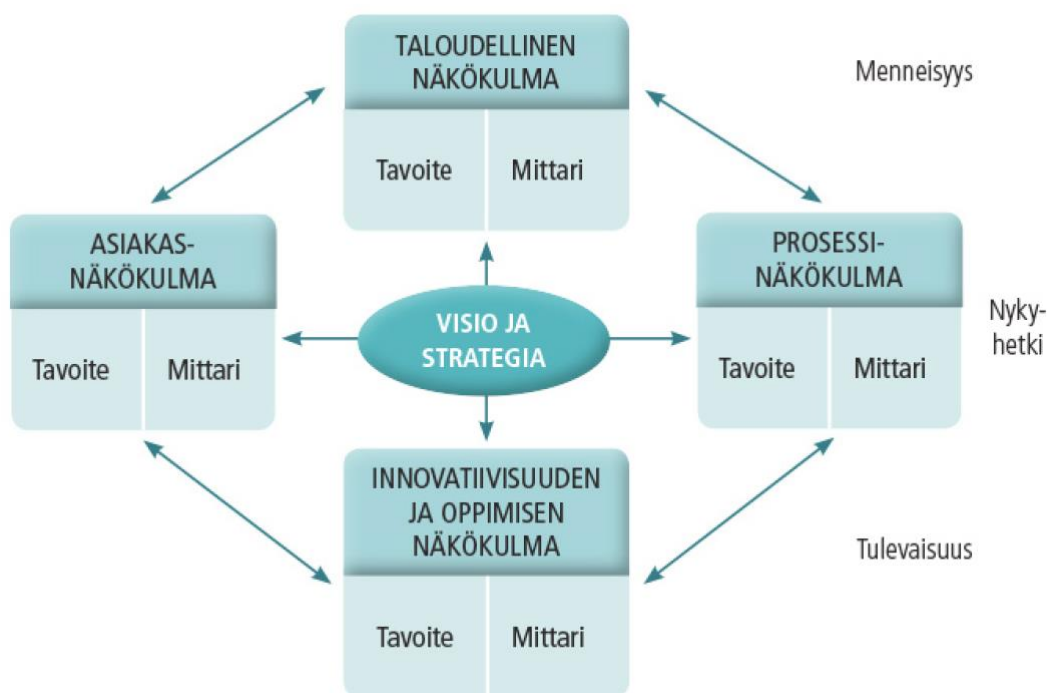 TALOUDELLINEN
NÄKÖKULMA
Menneisyys
Tavoite
Mittari
ASIAKAS-
NÄKÖKULMA
Tavoite
Mittari
VISIO JA
STRATEGIA
PROSESSI-
NÄKÖKULMA
Tavoite
Mittari
Nyky-
hetki
INNOVATIIVISUUDEN
JA OPPIMISEN
NÄKÖKULMA
Tulevaisuus
Tavoite
Mittari